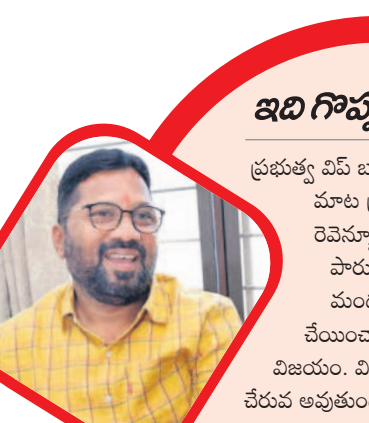 ఇది గొప్ప
ప్రభుత్వ విప్
మాట
రెవెన్యూ
పారు
మంది
చేయించా
విజయం. వి
చేరువ అవుతుం